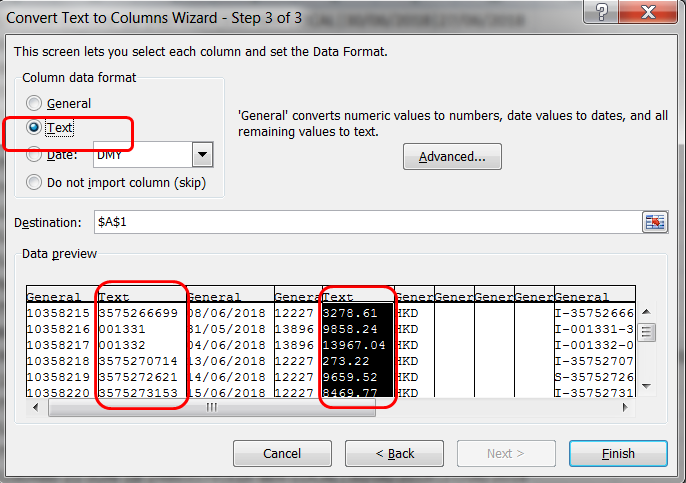 Convert Text to Columns Wizard - Step 3 of 3
This screen lets you select each column and set the Data Format.
Column data format
General
Text
Date: DMY
Do not import column (skip)
'General' converts numeric values to numbers, date values to dates, and all
remaining values to text.
Advanced...
Destination: $A$1
Data preview
General Text General General Text Gener Gener Gener Gener General
10358215 3575266699 08/06/2018 12227 3278.61 HKD I-35752666
10358216 001331 31/05/2018 13896 9858.24 HKD I-001331-3
10358217 001332 04/06/2018 13896 13967.04 HKD I-001332-0
10358218 3575270714 13/06/2018 12227 273.22 HKD I-35752707
10358219 3575272621 14/06/2018 12227 9659.52 HKD S-35752726
10358220 3575273153 15/06/2018 12227 8469.77 HKD I-35752731
Cancel < Back Next > Finish